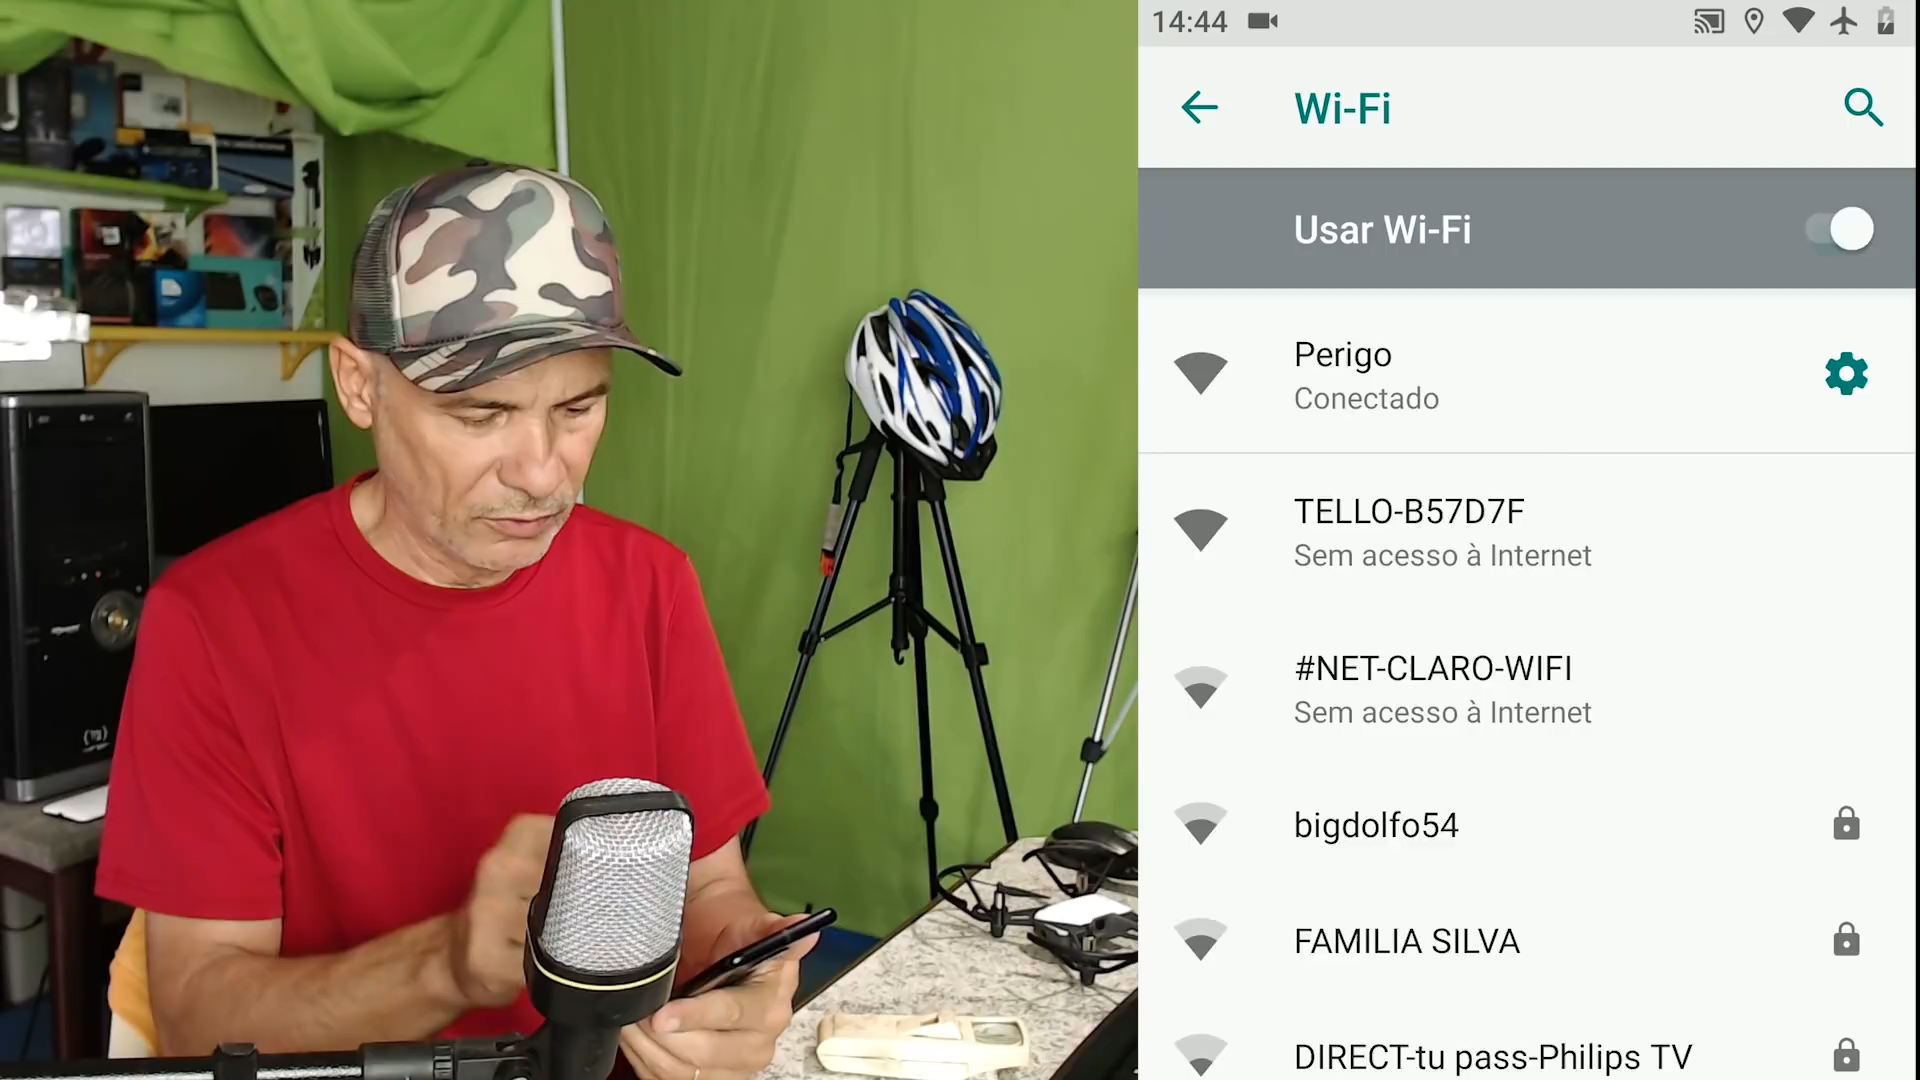 14:44
Wi-Fi
Usar Wi-Fi
Perigo
Conectado
TELLO-B57D7F
Sem acesso à Internet
#NET-CLARO-WIFI
Sem acesso à Internet
bigdolfo54
FAMILIA SILVA
DIRECT-tu pass-Philips TV